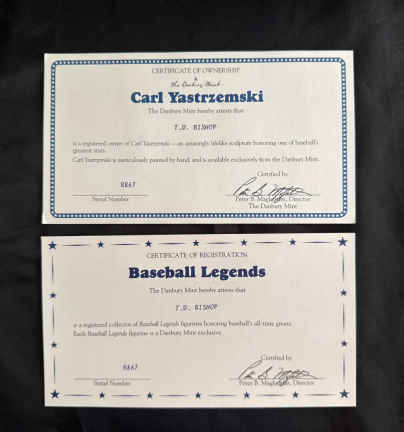 CERTIFICATE OF OWNERSHIP
The Danbury Mint
Carl Yastrzemski
The Danbury Mint hereby attests that
T.D. BISHOP
is a registered owner of Carl Yastrzemski—an amazingly lifelike sculpture honoring one of baseball's
greatest stars.
Carl Yastrzemski is meticulously painted by hand, and is available exclusively from the Danbury Mint.
Certified by
8867
Serial Number
Peter B. Maglathlin, Director
The Danbury Mint
CERTIFICATE OF REGISTRATION
Baseball Legends
The Danbury Mint hereby attests that
T.D. BISHOP
is a registered collector of Baseball Legends figurines honoring baseball's all-time greats.
Each Baseball Legends figurine is a Danbury Mint exclusive.
Certified by
8867
Serial Number
Peter B. Maglathlin, Director